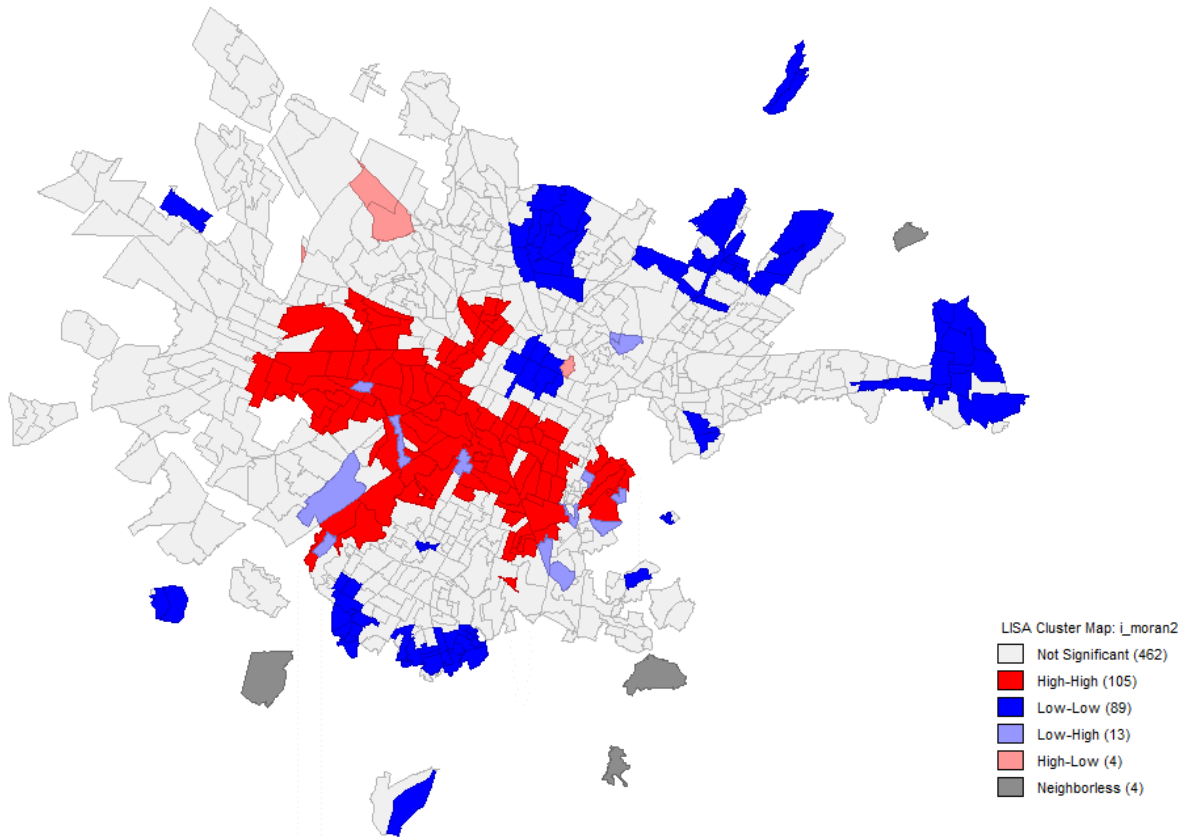 LISA Cluster Map: i_moran2
Not Significant (462)
High-High (105)
Low-Low (89)
Low-High (13)
High-Low (4)
Neighborless (4)